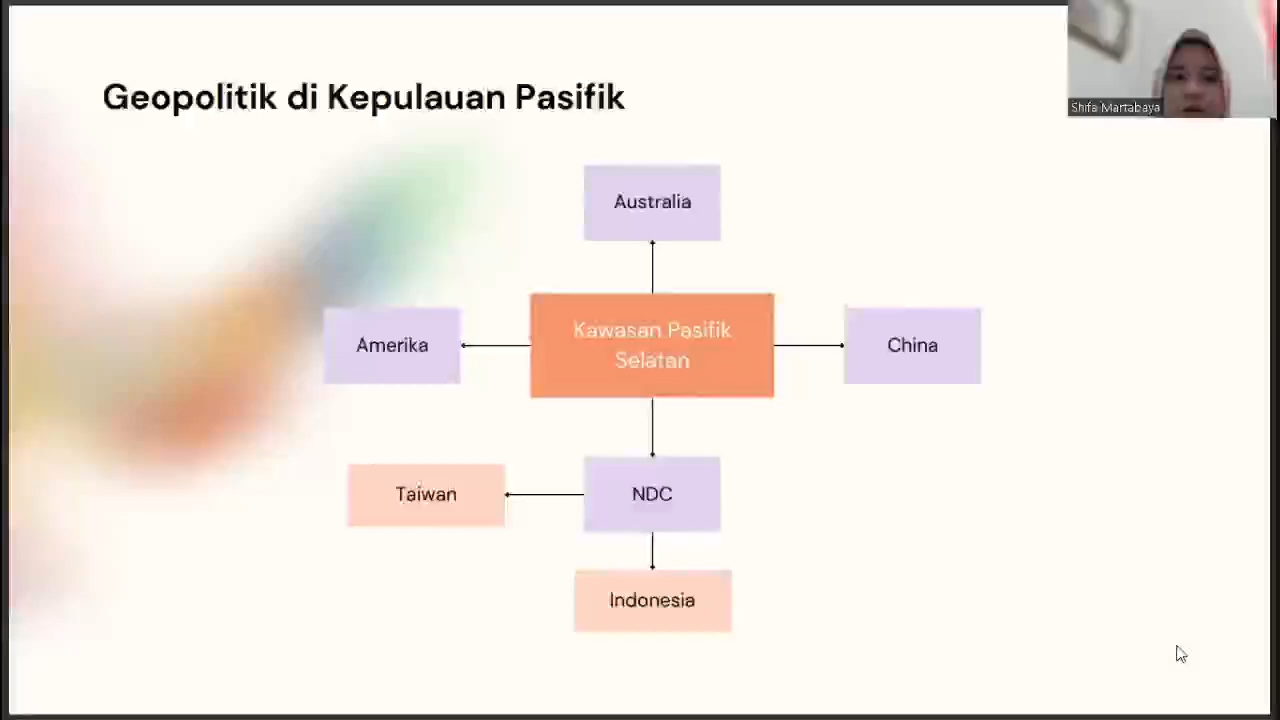 Geopolitik di Kepulauan Pasifik
Shifa Martabaya
Australia
Amerika
Kawasan Pasifik
Selatan
China
Taiwan
NDC
Indonesia